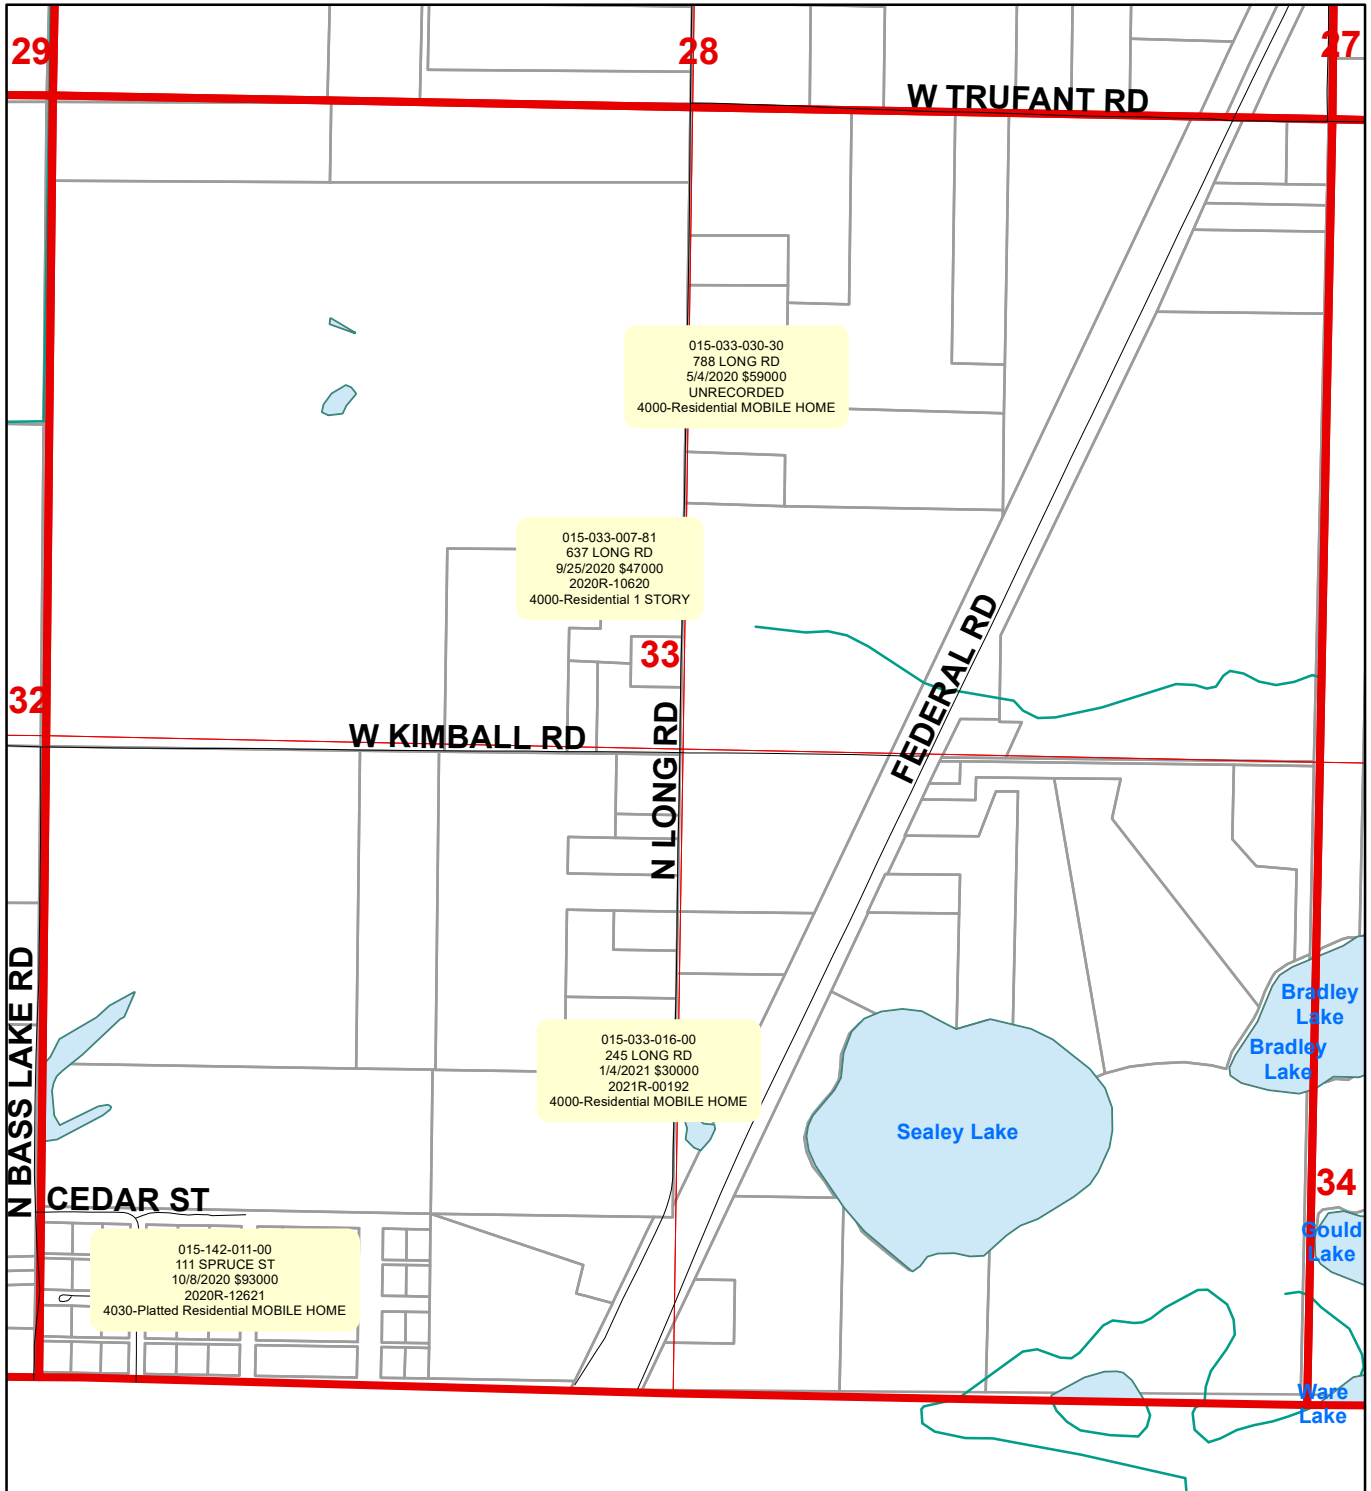 29
28
27
W TRUFANT RD
015-033-030-30
788 LONG RD
5/4/2020 $59000
UNRECORDED
4000-Residential MOBILE HOME
015-033-007-81
637 LONG RD
9/25/2020 $47000
2020R-10620
4000-Residential 1 STORY
33
32
W KIMBALL RD
N LONG RD
FEDERAL RD
N BASS LAKE RD
Bradley
Lake
Bradley
Lake
015-033-016-00
245 LONG RD
1/4/2021 $30000
2021R-00192
4000-Residential MOBILE HOME
Sealey Lake
34
CEDAR ST
Gould
Lake
015-142-011-00
111 SPRUCE ST
10/8/2020 $93000
2020R-12621
4030-Platted Residential MOBILE HOME
Ware
Lake